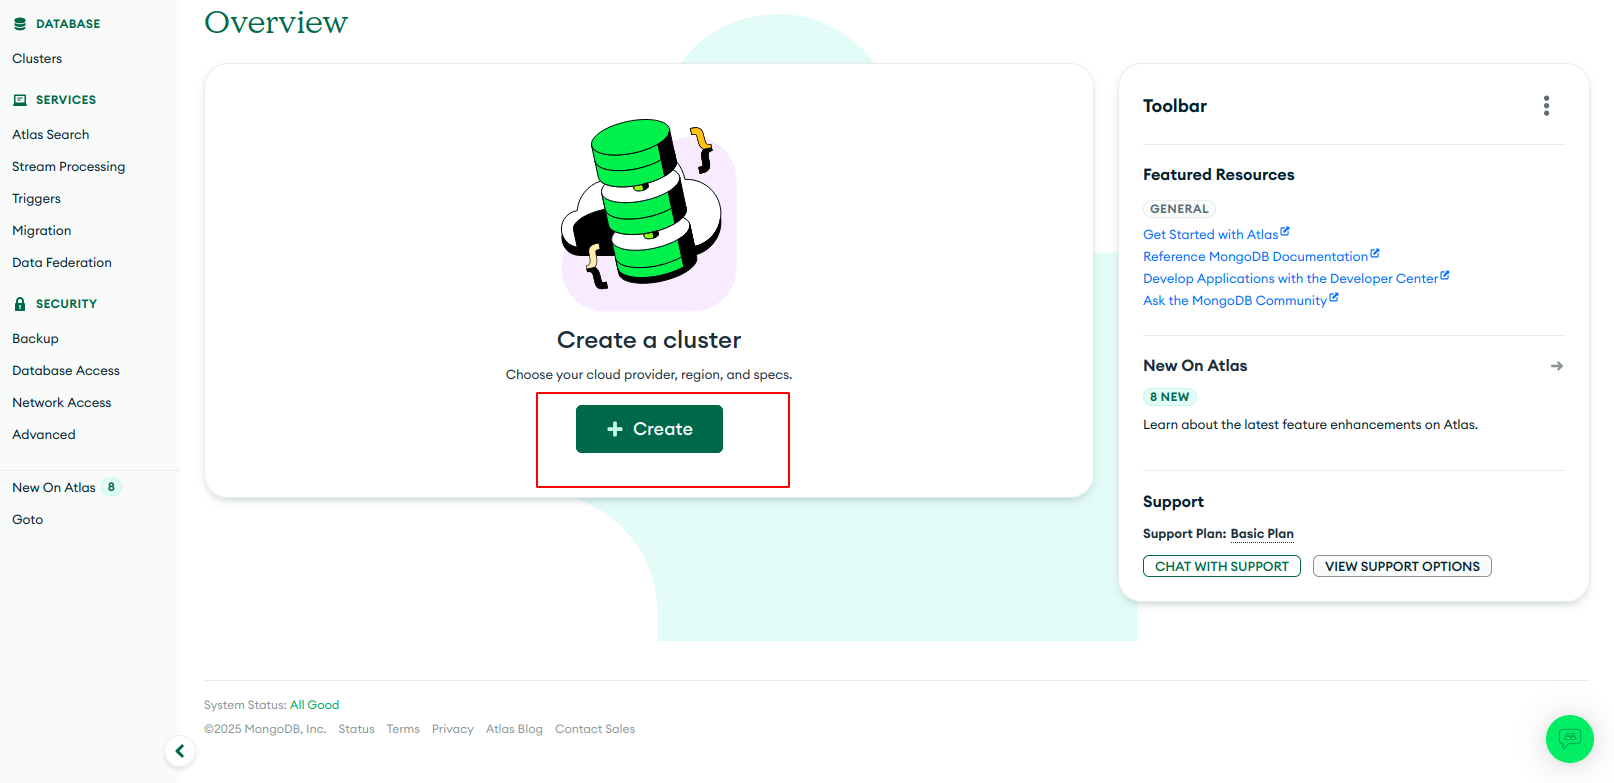 DATABASE
Clusters
SERVICES
Atlas Search
Stream Processing
Triggers
Migration
Data Federation
SECURITY
Backup
Database Access
Network Access
Advanced
New On Atlas 8
Goto
Overview
Create a cluster
Choose your cloud provider, region, and specs.
+ Create
Toolbar
Featured Resources
GENERAL
Get Started with Atlas
Reference MongoDB Documentation
Develop Applications with the Developer Center
Ask the MongoDB Community
New On Atlas
8 NEW
Learn about the latest feature enhancements on Atlas.
Support
Support Plan: Basic Plan
CHAT WITH SUPPORT VIEW SUPPORT OPTIONS
System Status: All Good
©2025 MongoDB, Inc. Status Terms Privacy Atlas Blog Contact Sales